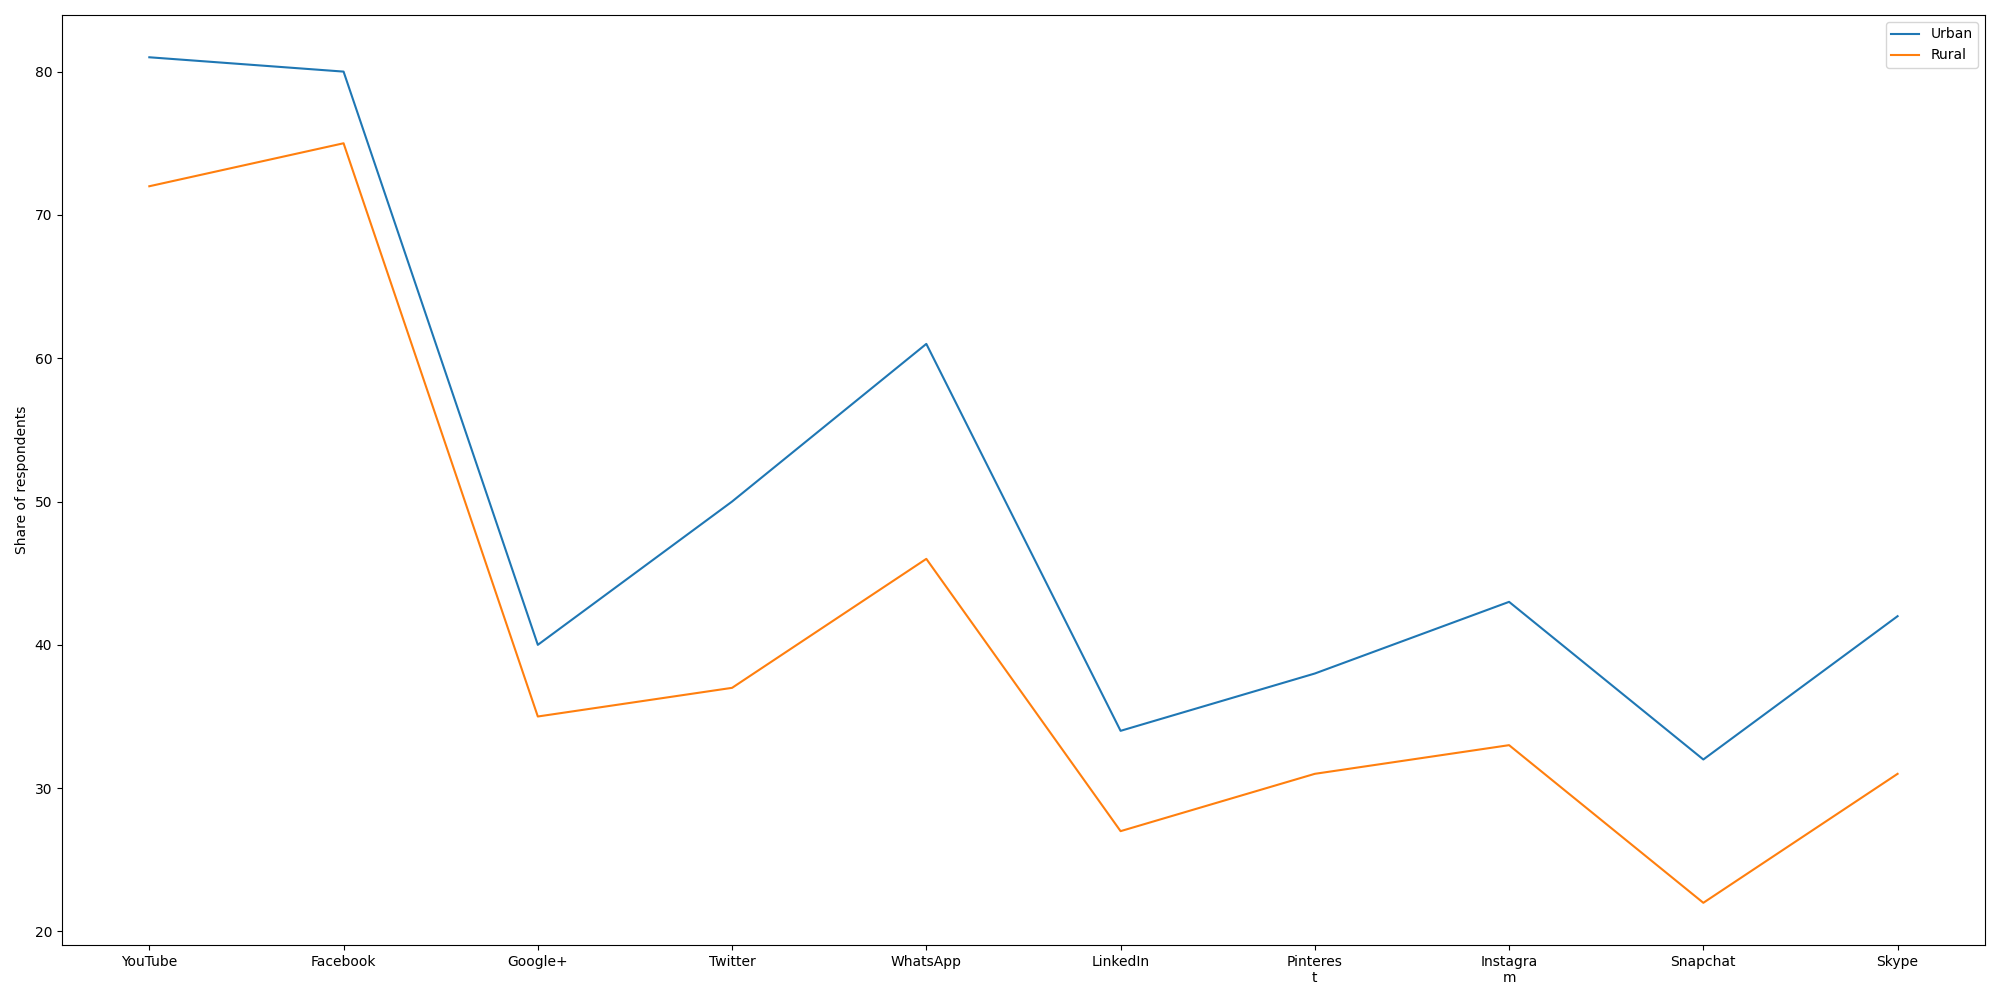 Urban
Rural
Share of respondents
80
70
60
50
40
30
20
YouTube
Facebook
Google+
Twitter
WhatsApp
LinkedIn
Pinteres
t
Instagra
m
Snapchat
Skype